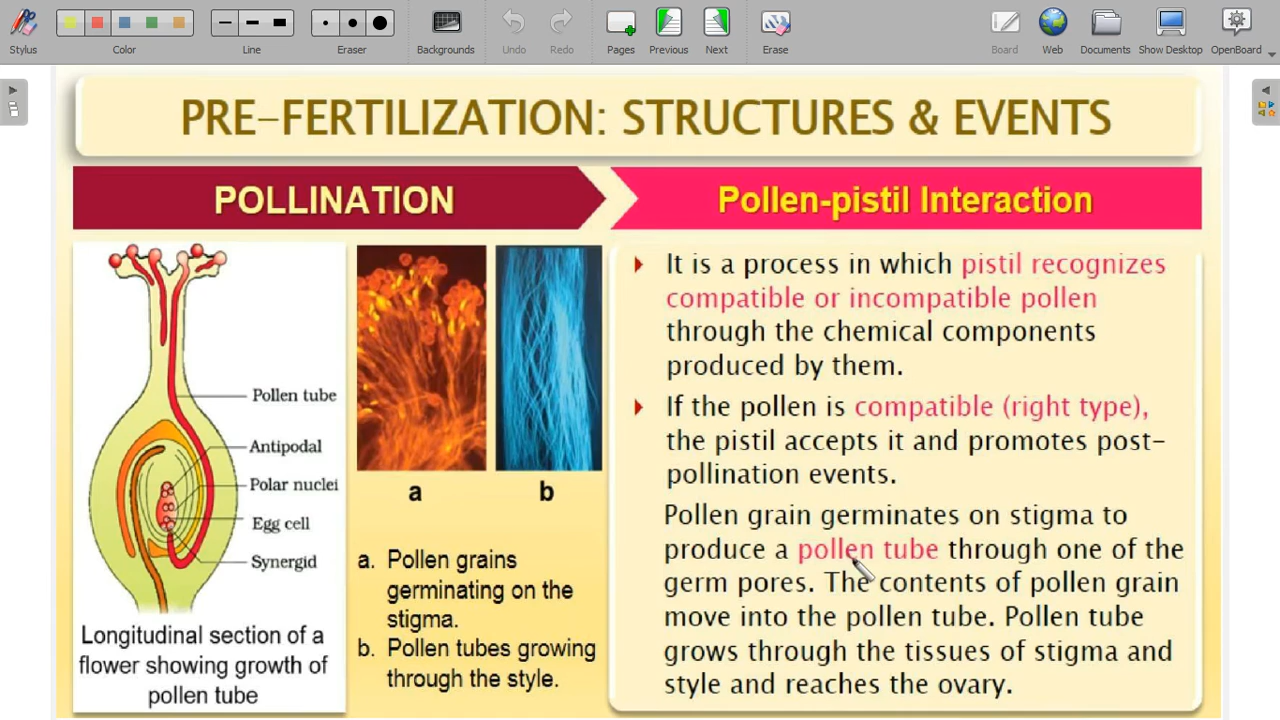 Stylus
Color
Line
Eraser
Backgrounds
Undo
Redo
Pages
Previous
Next
Erase
Board
Web
Documents
Show Desktop
OpenBoard
PRE-FERTILIZATION: STRUCTURES & EVENTS
POLLINATION
Pollen-pistil Interaction
Pollen tube
Antipodal
Polar nuclei
Egg cell
Synergid
Longitudinal section of a
flower showing growth of
pollen tube
a
b
a. Pollen grains
germinating on the
stigma.
b. Pollen tubes growing
through the style.
It is a process in which pistil recognizes
compatible or incompatible pollen
through the chemical components
produced by them.
If the pollen is compatible (right type),
the pistil accepts it and promotes post-
pollination events.
Pollen grain germinates on stigma to
produce a pollen tube through one of the
germ pores. The contents of pollen grain
move into the pollen tube. Pollen tube
grows through the tissues of stigma and
style and reaches the ovary.